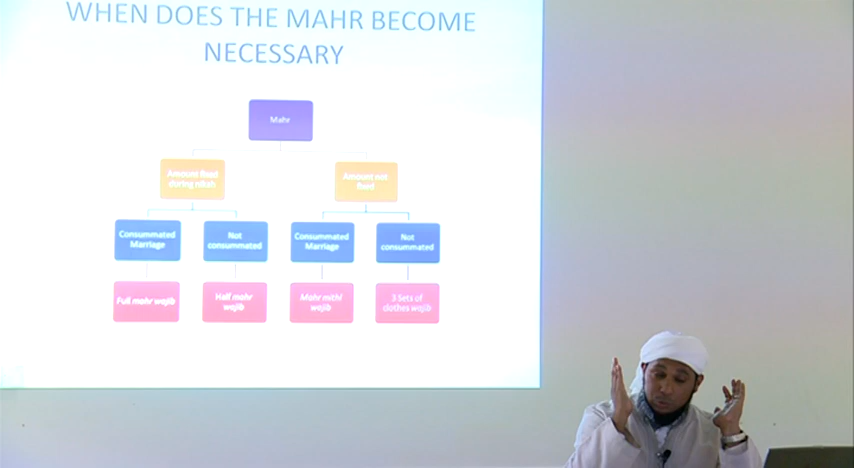 WHEN DOES THE MAHR BECOME
NECESSARY
Mahr
Amount fixed
during nikah
Amount not
fixed
Consummated
Marriage
Not
consummated
Consummated
Marriage
Not
consummated
Full mahr wajib
Half mahr
wajib
Mahr mithl
wajib
3 Sets of
clothes wajib